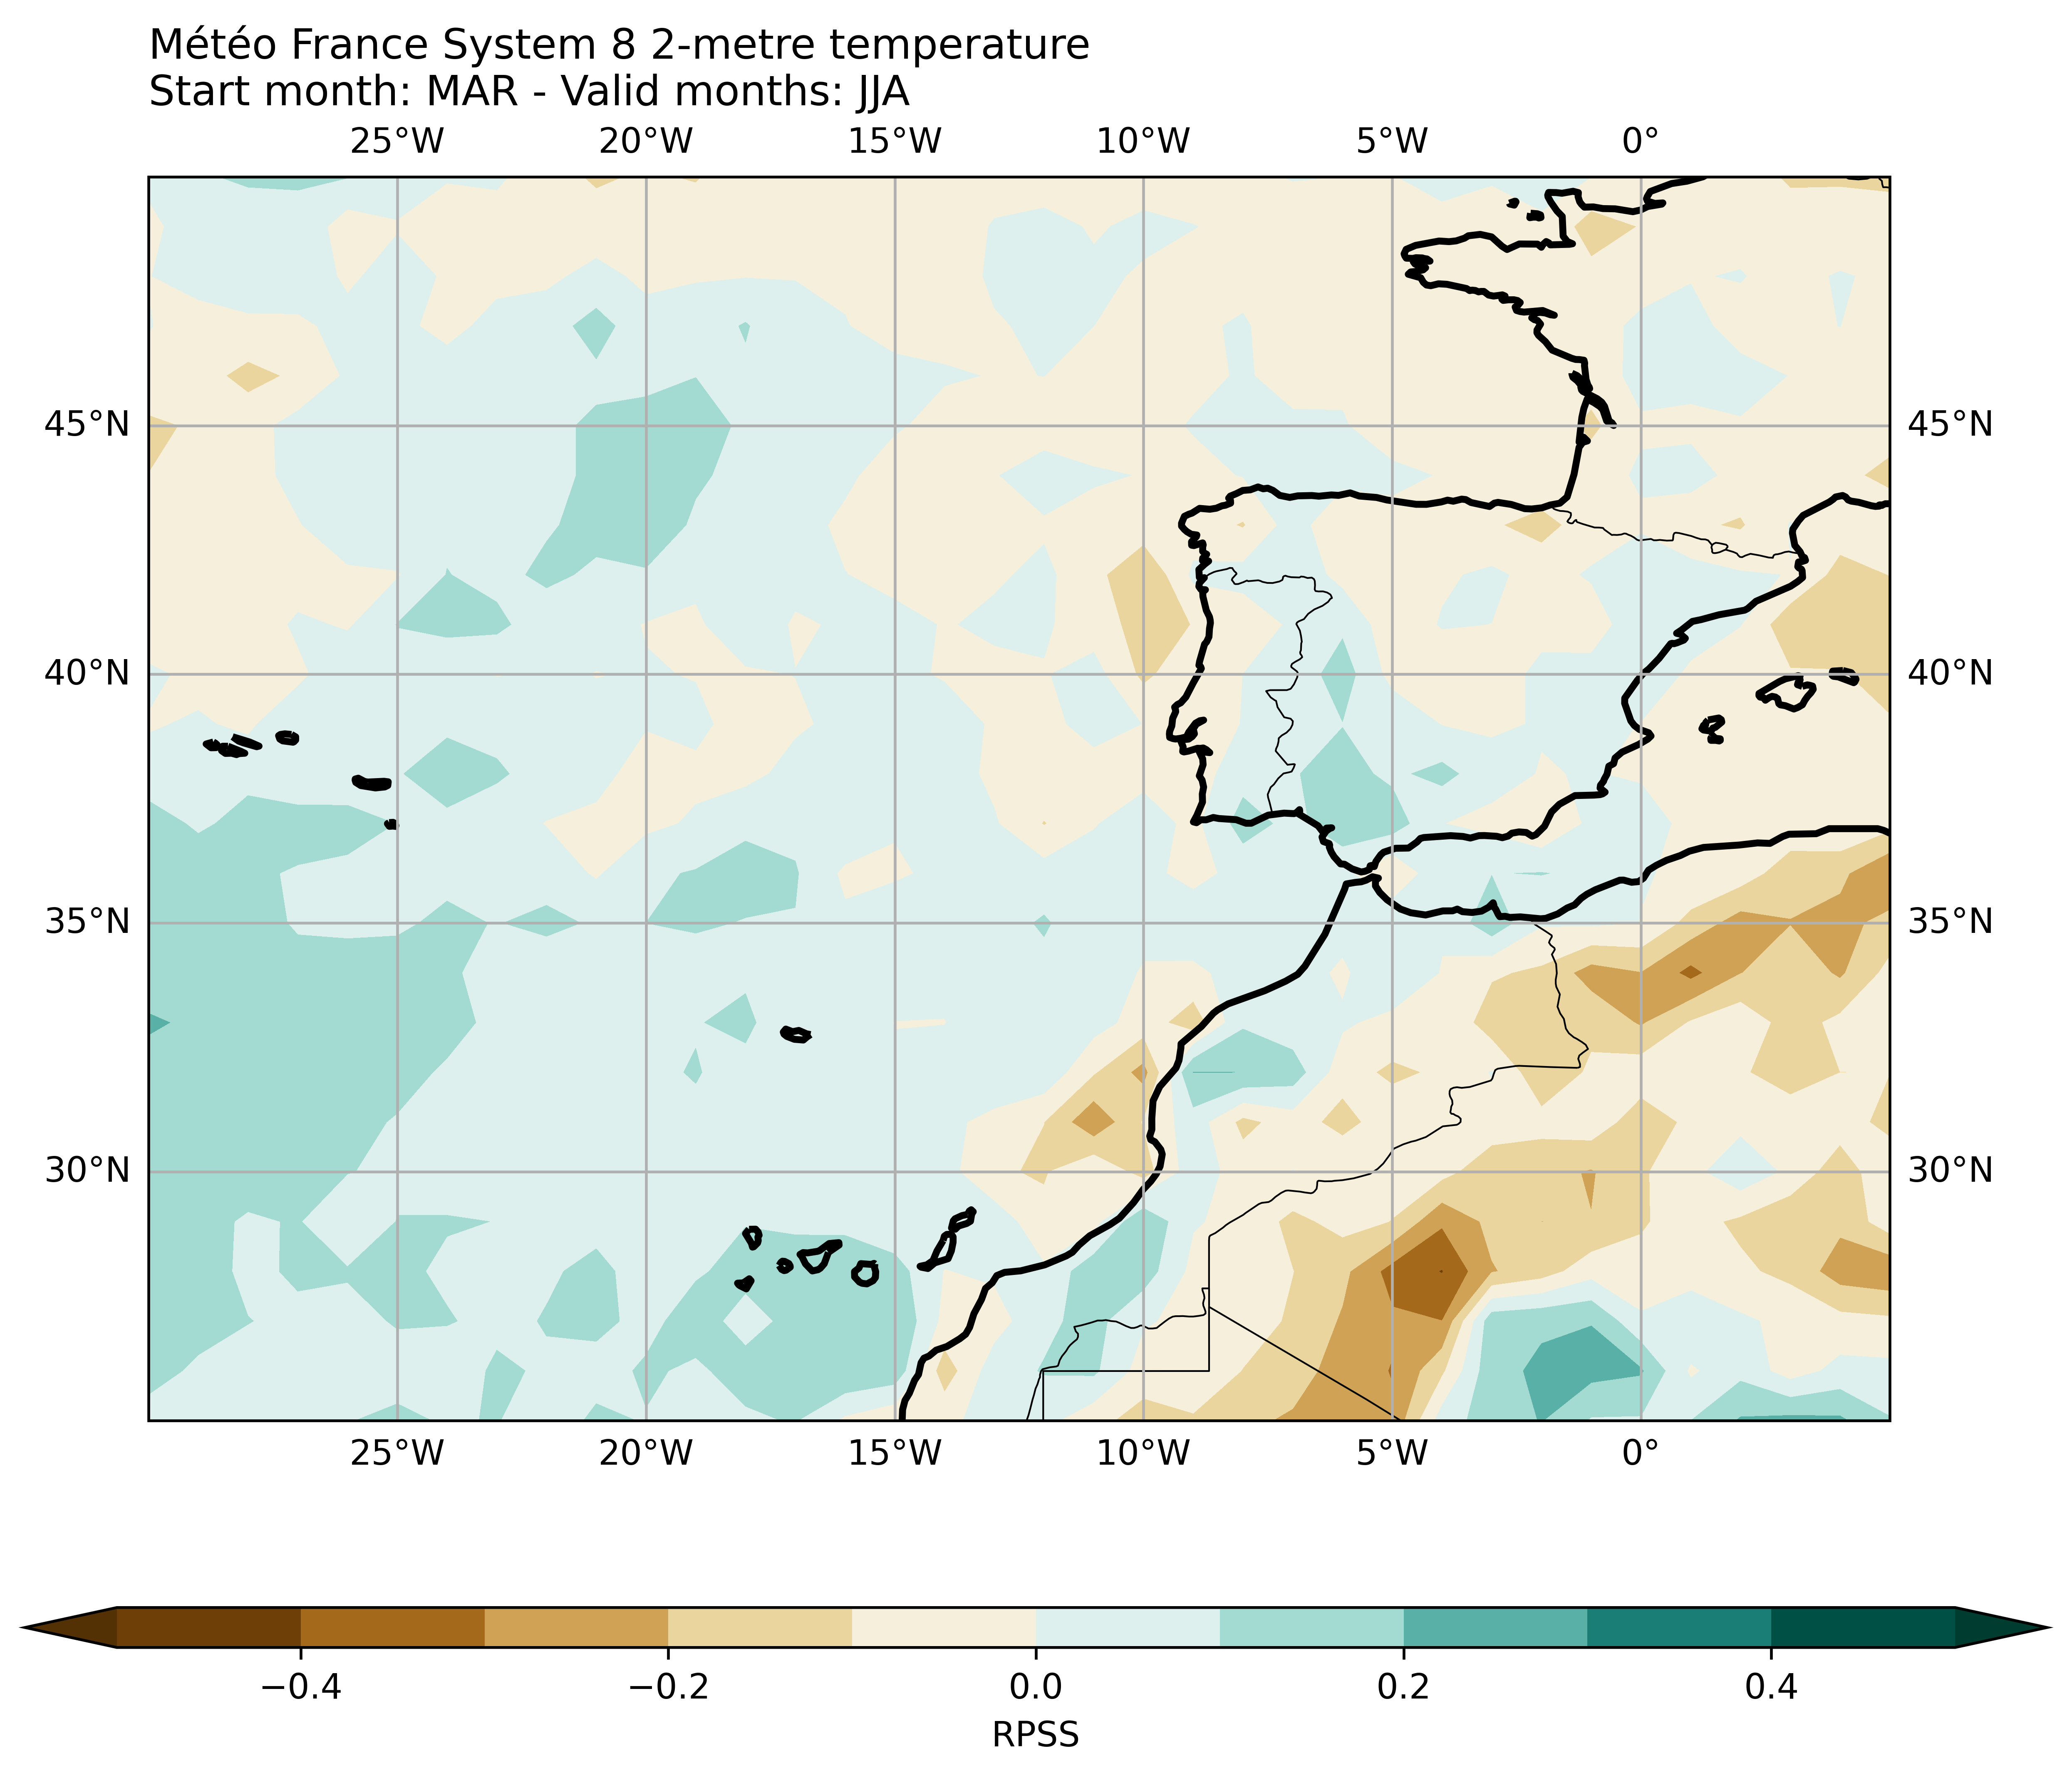 Météo France System 8 2-metre temperature
Start month: MAR - Valid months: JJA
25°W 20°W 15°W 10°W 5°W 0°
45°N 45°N
40°N 40°N
35°N 35°N
30°N 30°N
25°W 20°W 15°W 10°W 5°W 0°
−0.4 −0.2 0.0 0.2 0.4
RPSS